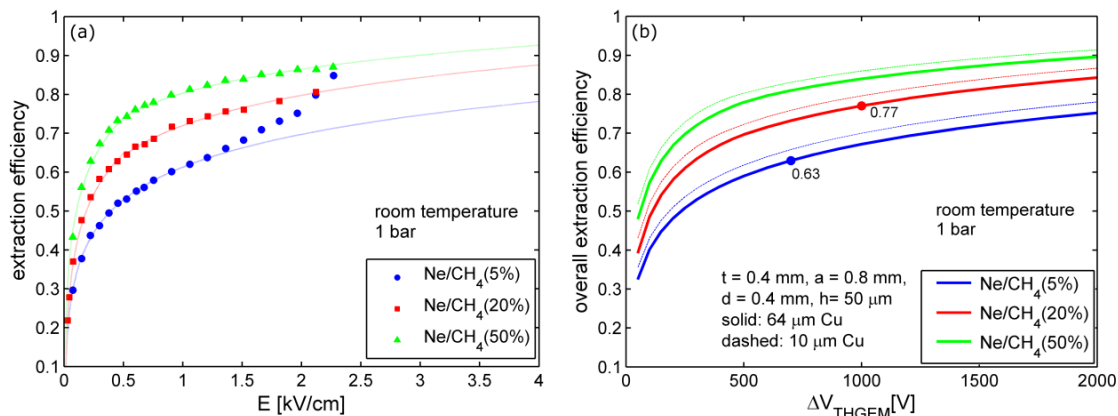 (a)
1
0.9
0.8
0.7
0.6
0.5
0.4
0.3
0.2
0.1
extraction efficiency
room temperature
1 bar
Ne/CH4(5%)
Ne/CH4(20%)
Ne/CH4(50%)
0 0.5 1 1.5 2 2.5 3 3.5 4
E [kV/cm]
(b)
1
0.9
0.8
0.7
0.6
0.5
0.4
0.3
0.2
0.1
overall extraction efficiency
0.77
0.63
room temperature
1 bar
t = 0.4 mm, a = 0.8 mm,
d = 0.4 mm, h= 50 μm
solid: 64 μm Cu
dashed: 10 μm Cu
Ne/CH4(5%)
Ne/CH4(20%)
Ne/CH4(50%)
0 500 1000 1500 2000
ΔVTHGEM[V]